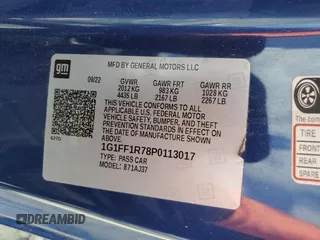 gm
MFD BY GENERAL MOTORS LLC
09/22 GVWR GAWR FRT GAWR RR
2012 KG 983 KG 1028 KG
4435 LB 2167 LB 2267 LB
THIS VEHICLE CONFORMS TO ALL
APPLICABLE U.S. FEDERAL MOTOR
VEHICLE SAFETY, BUMPER, AND
THEFT PREVENTION STANDARDS IN
EFFECT ON THE DATE OF
MANUFACTURE SHOWN ABOVE.
1G1FF1R78P0113017
TYPE: PASS CAR
MODEL: 871AJ37
TIRE
FRONT
REAR
SPARE
DREAMBID